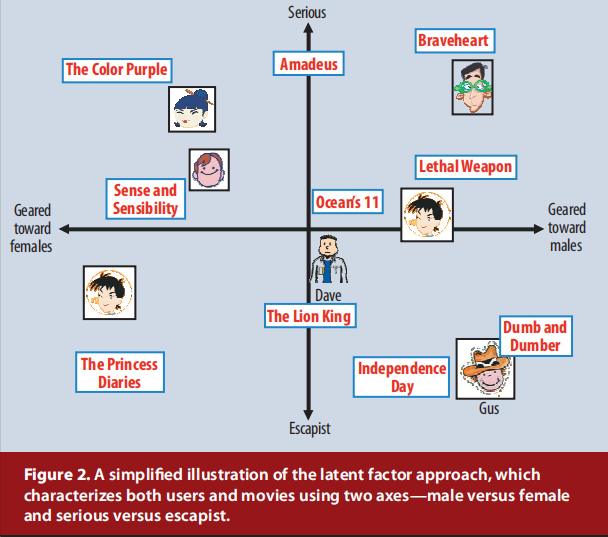 Serious
Braveheart
Amadeus
The Color Purple
Lethal Weapon
Sense and
Sensibility
Ocean's 11
Geared
toward
females
Geared
toward
males
Dave
The Lion King
Dumb and
Dumber
The Princess
Diaries
Independence
Day
Gus
Escapist
Figure 2. A simplified illustration of the latent factor approach, which
characterizes both users and movies using two axes—male versus female
and serious versus escapist.